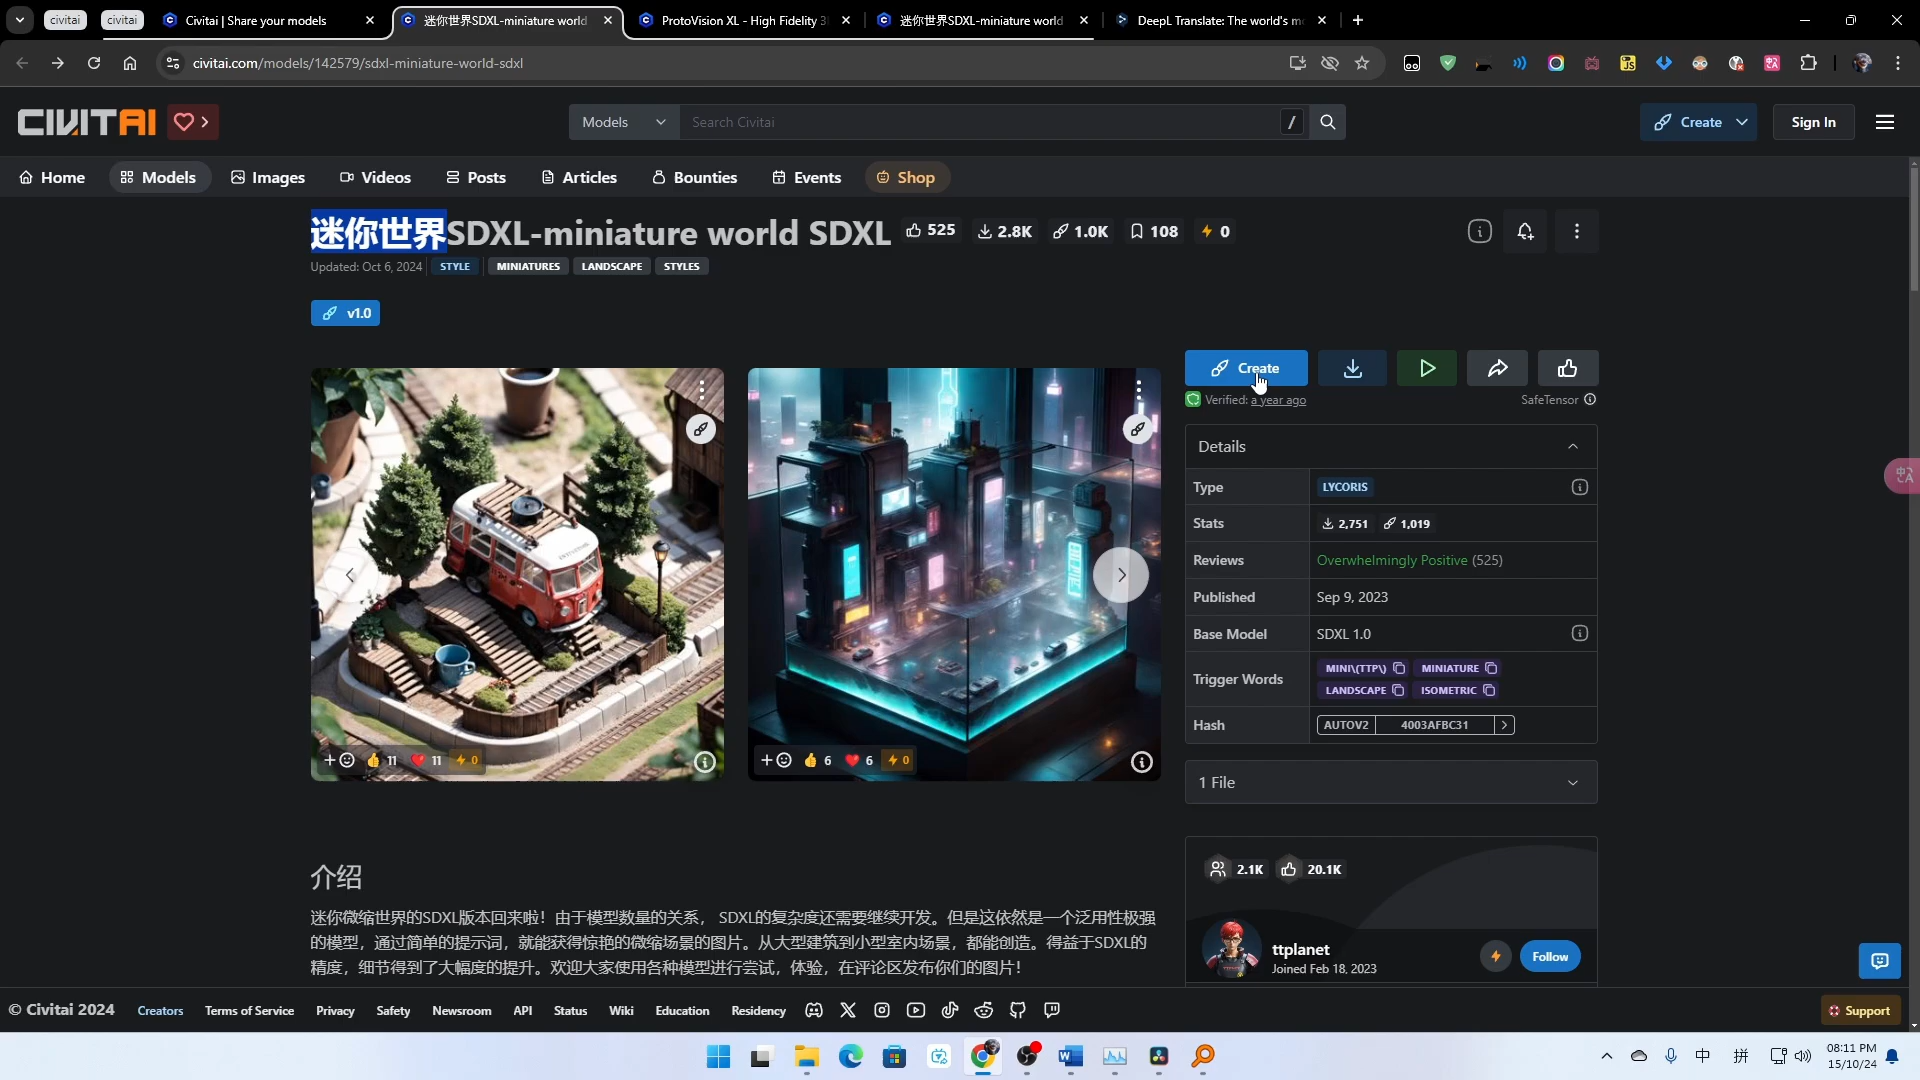 civitai civitai Civitai | Share your models 迷你世界SDXL-miniature world ProtoVision XL - High Fidelity 3 迷你世界SDXL-miniature world DeepL Translate: The world's m
civitai.com/models/142579/sdxl-miniature-world-sdxl
CIVITAI Models Search Civitai / Create Sign In
Home Models Images Videos Posts Articles Bounties Events Shop
迷你世界SDXL-miniature world SDXL 525 2.8K 1.0K 108 0
Updated: Oct 6, 2024 STYLE MINIATURES LANDSCAPE STYLES
v1.0
Create
Verified: a year ago SafeTensor
Details
Type LYCORIS
Stats 2,751 1,019
Reviews Overwhelmingly Positive (525)
Published Sep 9, 2023
Base Model SDXL 1.0
Trigger Words MINI\(TTP\) MINIATURE
LANDSCAPE ISOMETRIC
Hash AUTOV2 4003AFBC31
11 11 0 6 6 0
1 File
介绍
2.1K 20.1K
迷你微缩世界的SDXL版本回来啦！由于模型数量的关系， SDXL的复杂度还需要继续开发。但是这依然是一个泛用性极强
的模型，通过简单的提示词，就能获得惊艳的微缩场景的图片。从大型建筑到小型室内场景，都能创造。得益于SDXL的
精度，细节得到了大幅度的提升。欢迎大家使用各种模型进行尝试，体验，在评论区发布你们的图片！
ttplanet
Joined Feb 18, 2023
Follow
© Civitai 2024 Creators Terms of Service Privacy Safety Newsroom API Status Wiki Education Residency Support
中 拼 08:11 PM
15/10/24